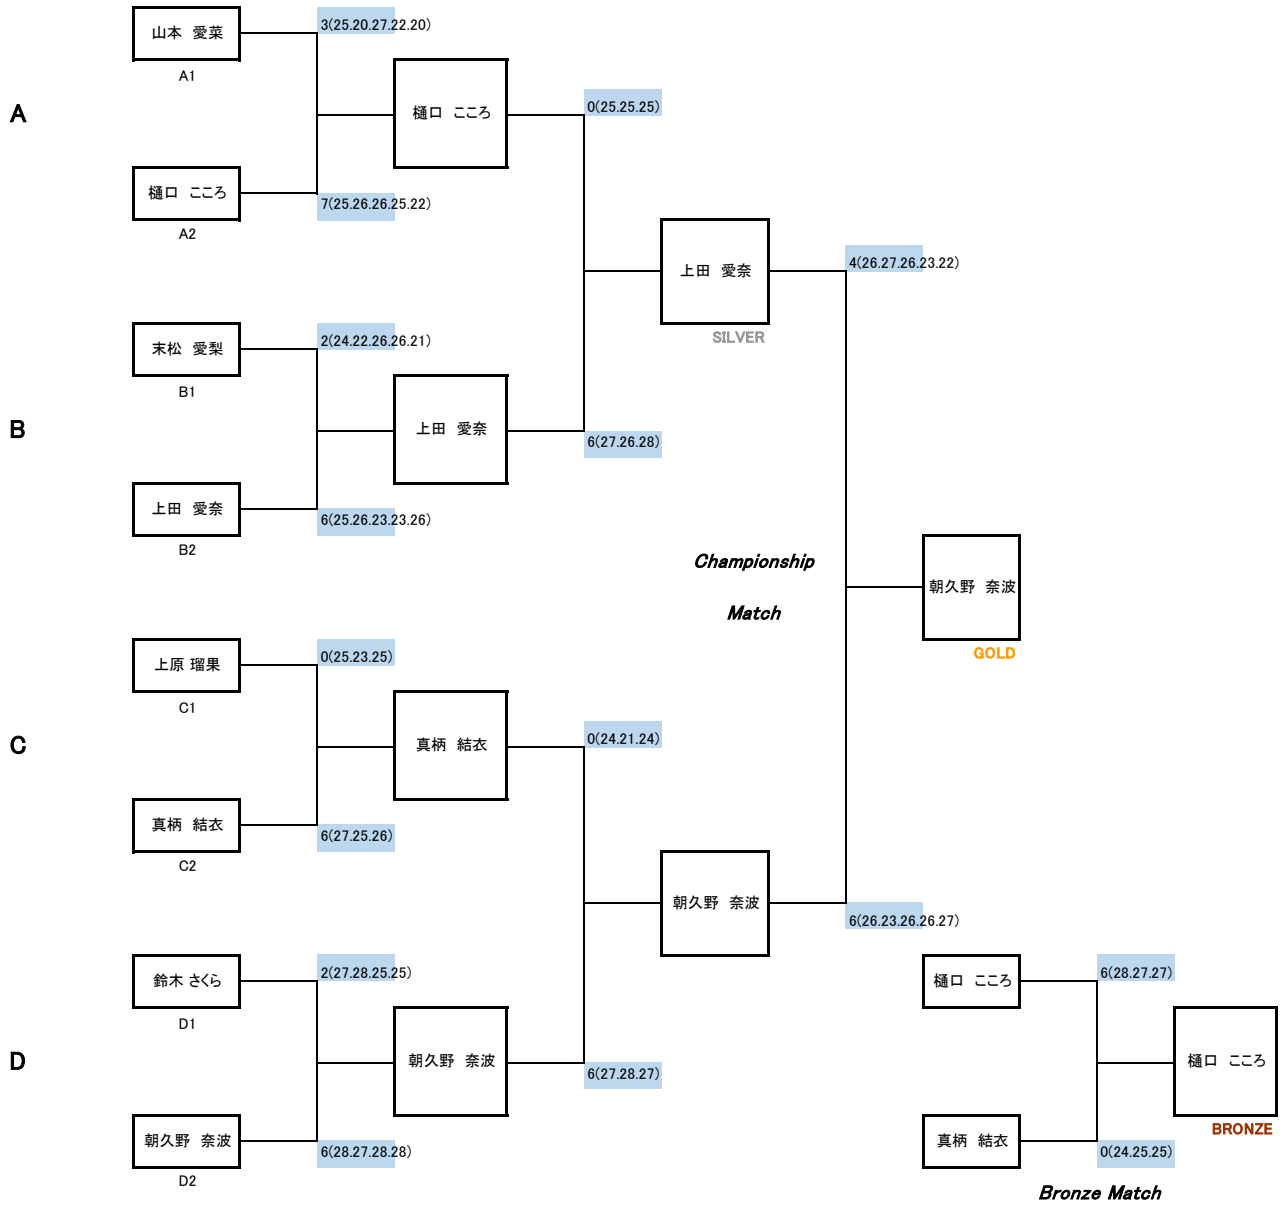 山本　愛菜
3(25.20.27.22.20)
A1
樋口　こころ
0(25.25.25)
A
樋口　こころ
7(25.26.26.25.22)
A2
上田　愛奈
4(26.27.26.23.22)
SILVER
末松　愛梨
2(24.22.26.26.21)
B1
上田　愛奈
6(27.26.28)
B
上田　愛奈
6(25.26.23.23.26)
B2
Championship
Match
朝久野　奈波
GOLD
上原 瑠果
0(25.23.25)
C1
真柄　結衣
0(24.21.24)
C
真柄　結衣
6(27.25.26)
C2
朝久野　奈波
6(26.23.26.26.27)
鈴木 さくら
2(27.28.25.25)
D1
朝久野　奈波
6(27.28.27)
D
朝久野　奈波
6(28.27.28.28)
D2
樋口　こころ
6(28.27.27)
樋口　こころ
BRONZE
真柄　結衣
0(24.25.25)
Bronze Match